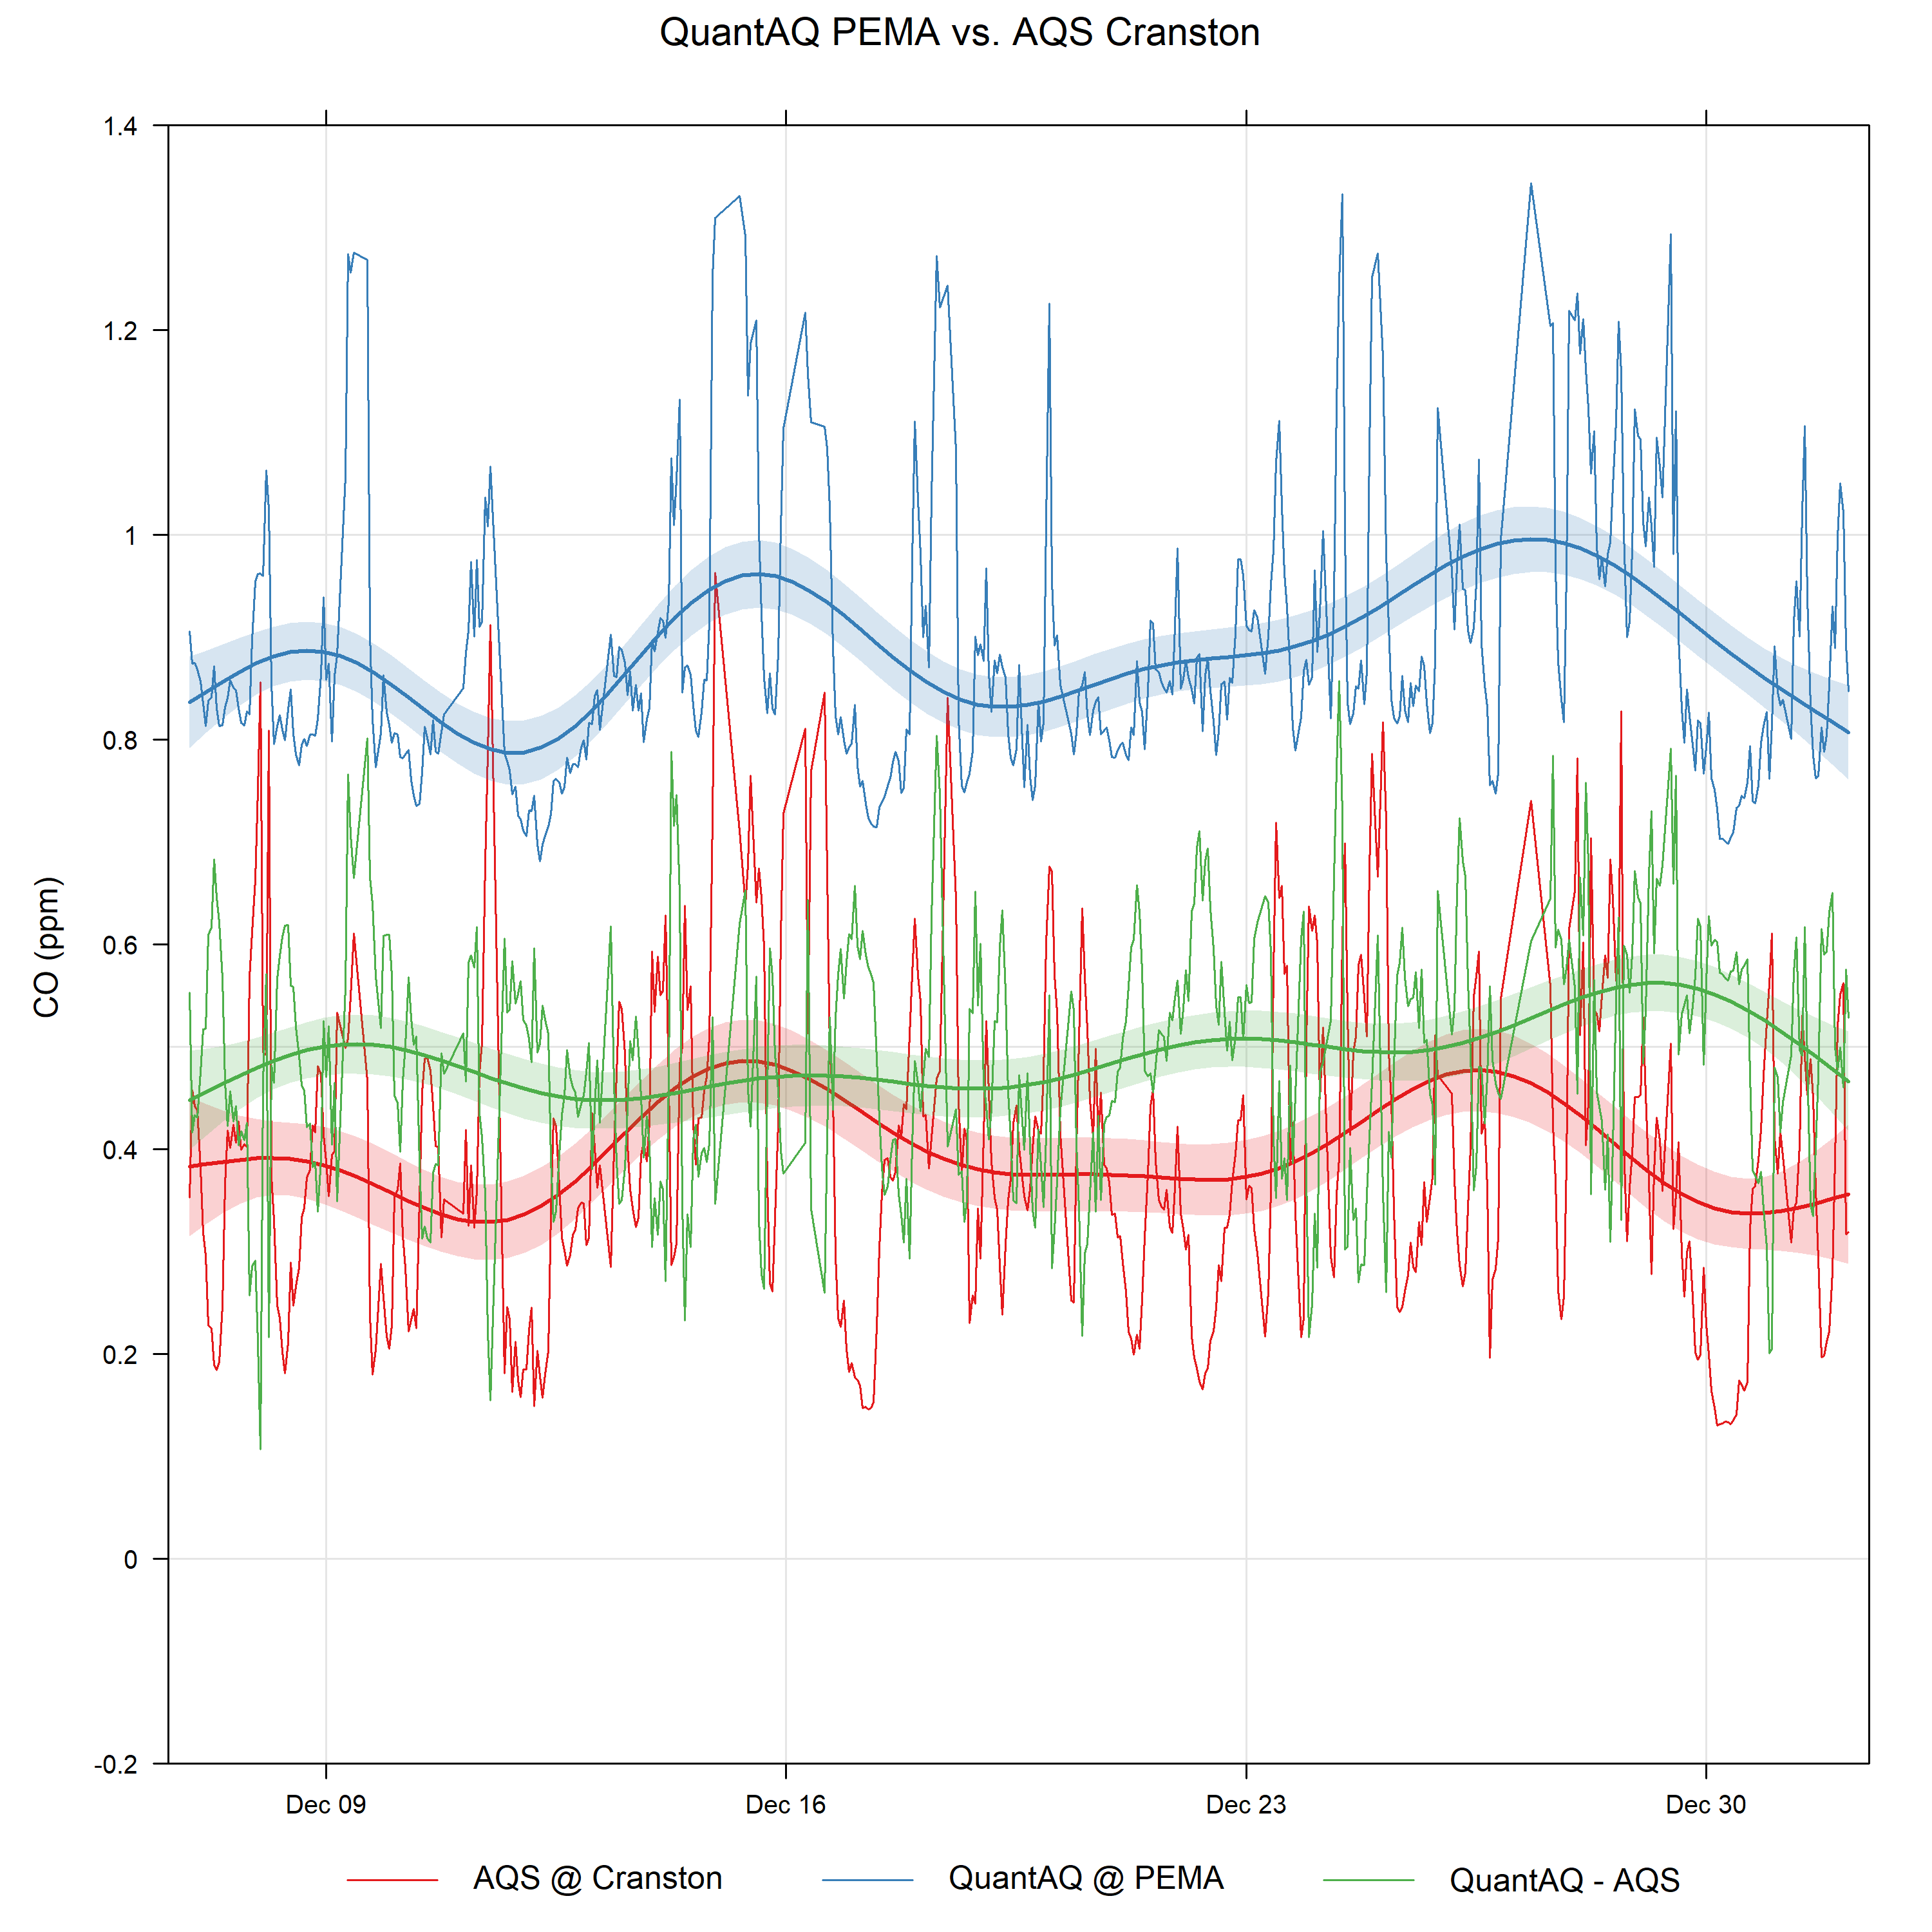 QuantAQ PEMA vs. AQS Cranston
1.4
1.2
1
0.8
0.6
0.4
0.2
0
-0.2
CO (ppm)
Dec 09 Dec 16 Dec 23 Dec 30
AQS @ Cranston QuantAQ @ PEMA QuantAQ - AQS